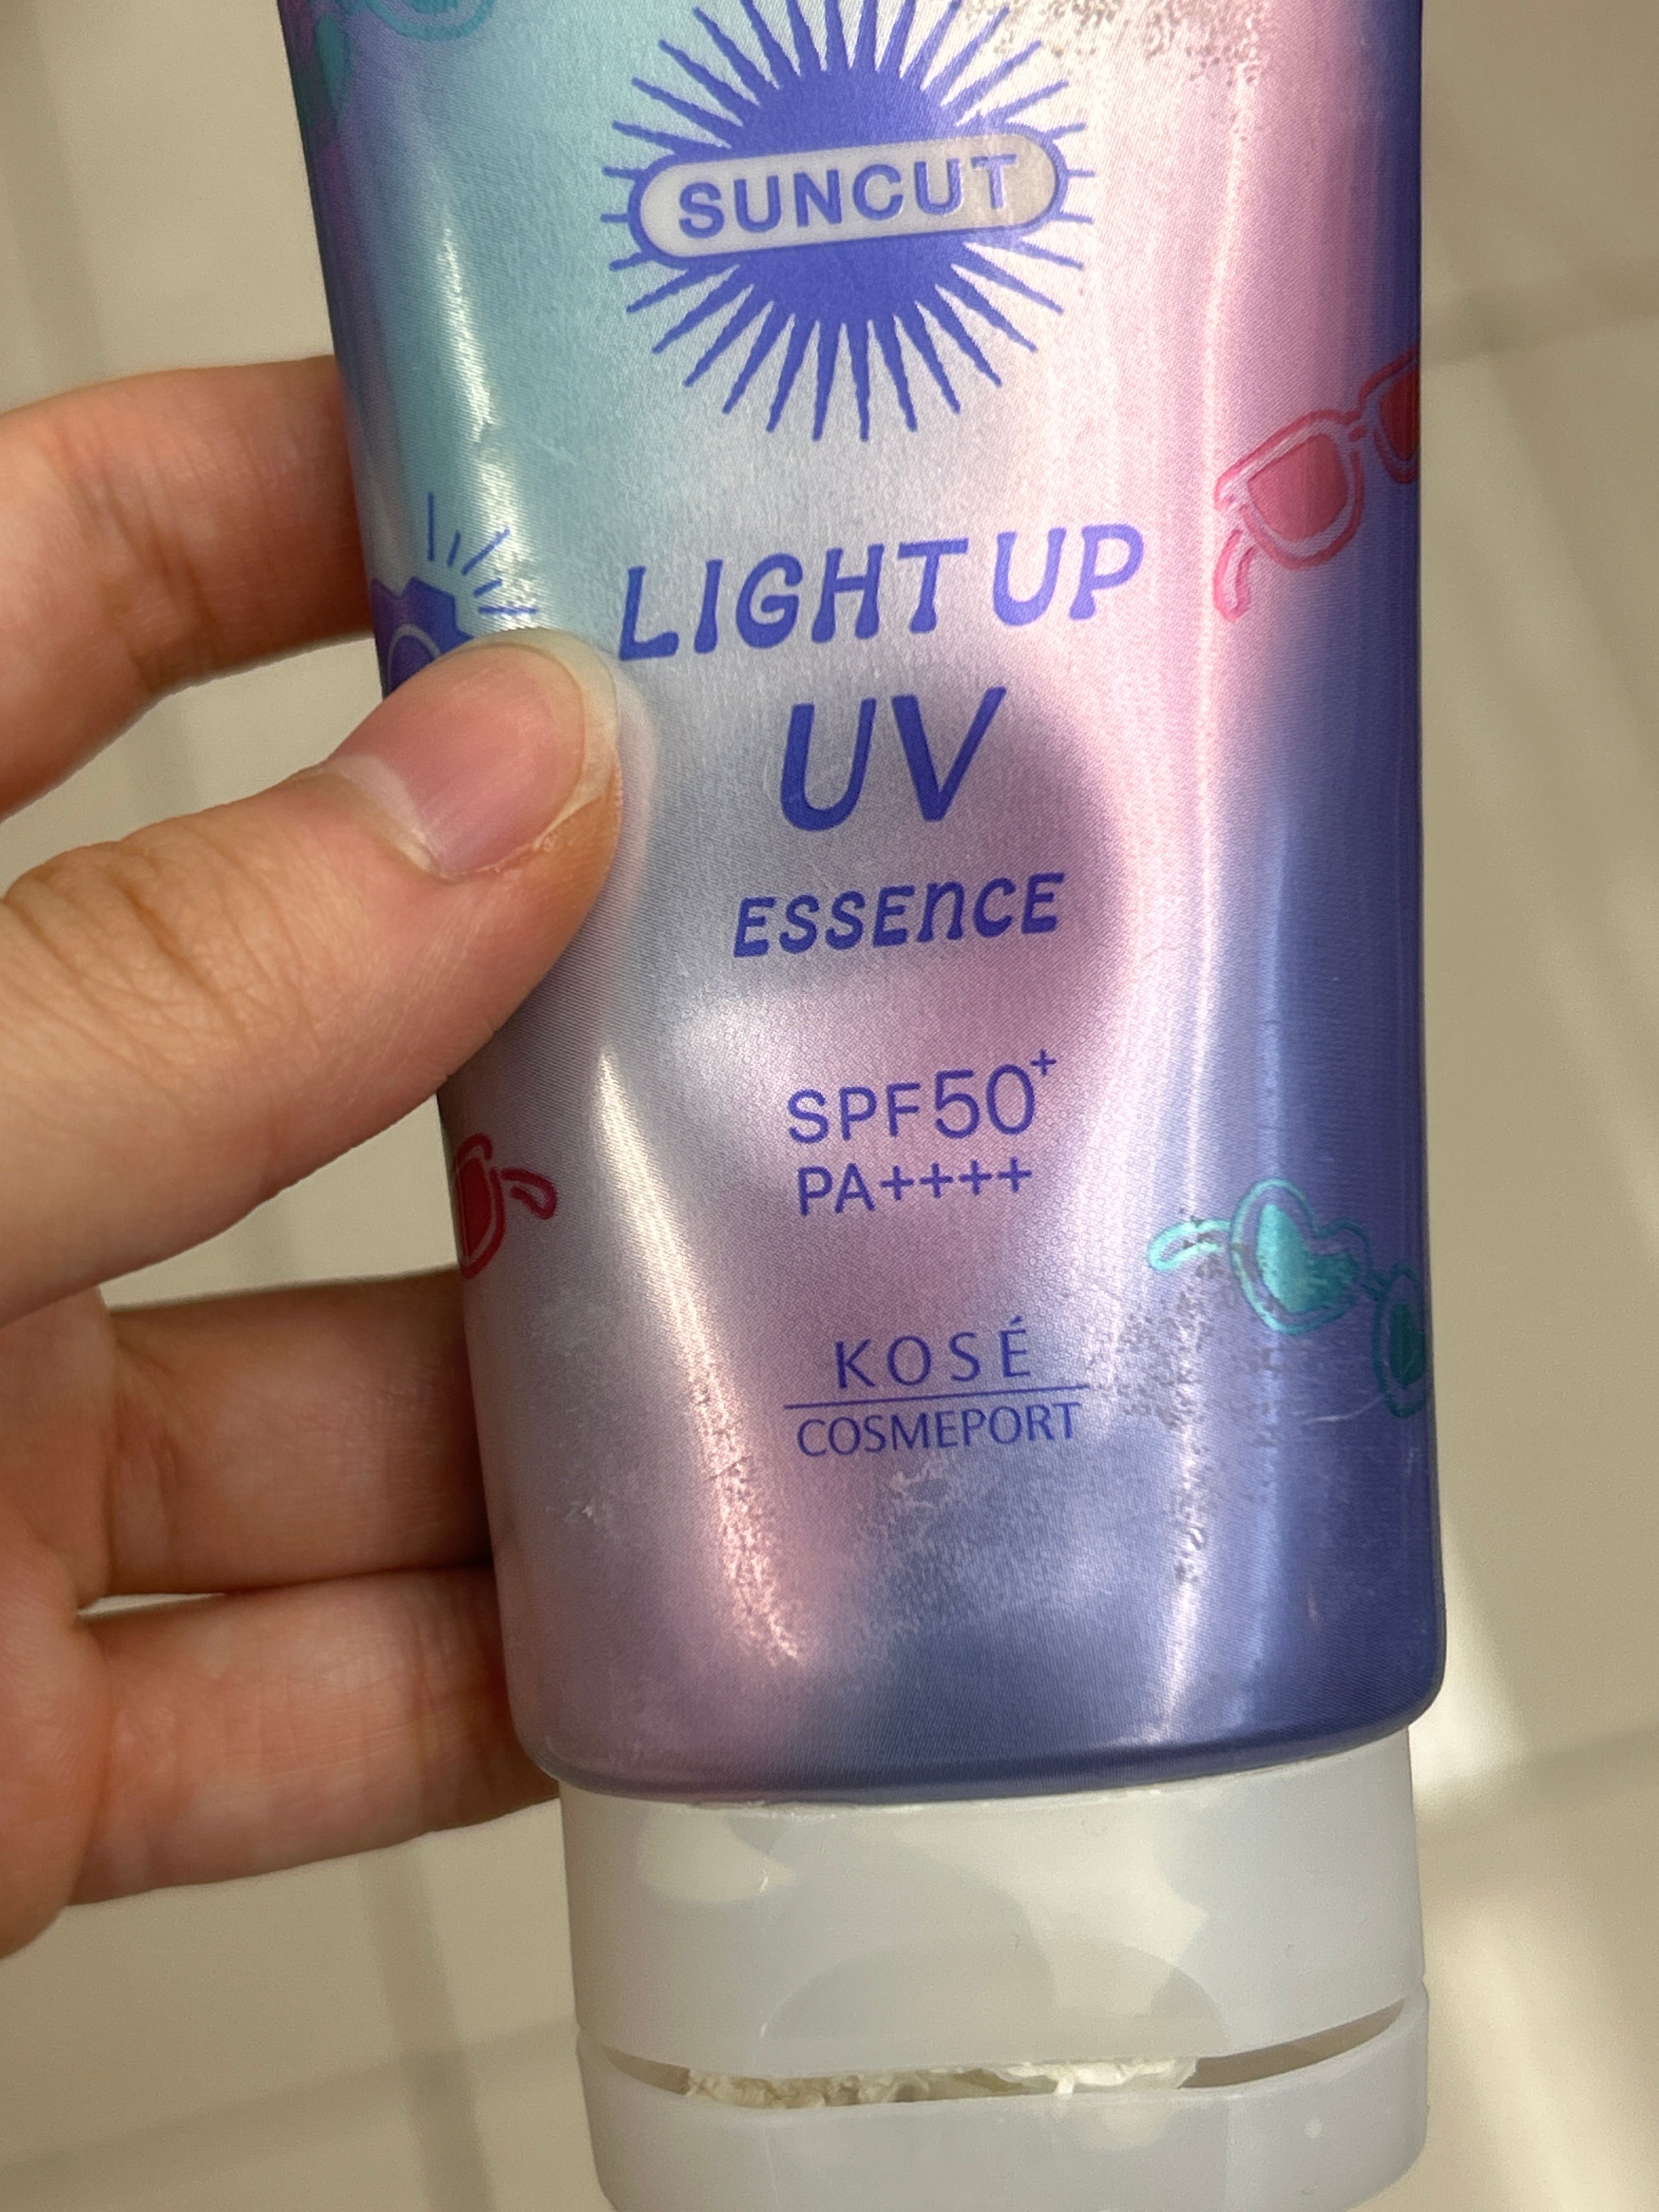 SUNCUT
LIGHT UP
UV
ESSENCE
SPF50+
PA++++
KOSÉ
COSMEPORT